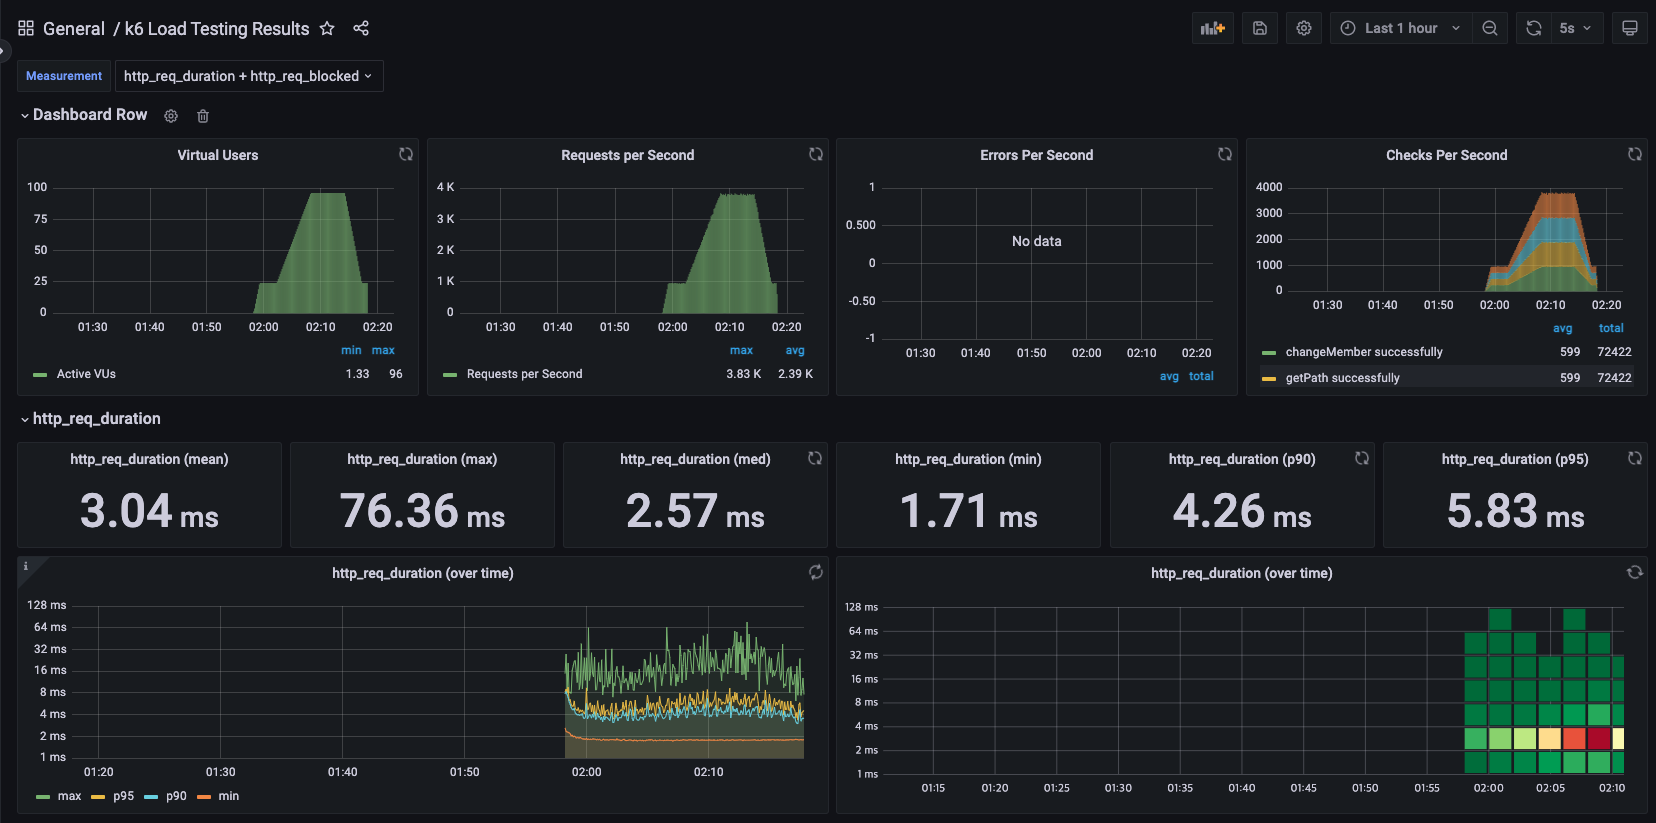 General / k6 Load Testing Results
Last 1 hour
5s
Measurement
http_req_duration + http_req_blocked
Dashboard Row
Virtual Users
100
75
50
25
0
01:30 01:40 01:50 02:00 02:10 02:20
min max
Active VUs 1.33 96
Requests per Second
4 K
3 K
2 K
1 K
0
01:30 01:40 01:50 02:00 02:10 02:20
max avg
Requests per Second 3.83 K 2.39 K
Errors Per Second
1
0.500
0
-0.50
-1
No data
01:30 01:40 01:50 02:00 02:10 02:20
avg total
Checks Per Second
4000
3000
2000
1000
0
01:30 01:40 01:50 02:00 02:10 02:20
avg total
changeMember successfully 599 72422
getPath successfully 599 72422
http_req_duration
http_req_duration (mean)
3.04 ms
http_req_duration (max)
76.36 ms
http_req_duration (med)
2.57 ms
http_req_duration (min)
1.71 ms
http_req_duration (p90)
4.26 ms
http_req_duration (p95)
5.83 ms
i
http_req_duration (over time)
128 ms
64 ms
32 ms
16 ms
8 ms
4 ms
2 ms
1 ms
01:20 01:30 01:40 01:50 02:00 02:10
max p95 p90 min
http_req_duration (over time)
128 ms
64 ms
32 ms
16 ms
8 ms
4 ms
2 ms
1 ms
01:15 01:20 01:25 01:30 01:35 01:40 01:45 01:50 01:55 02:00 02:05 02:10